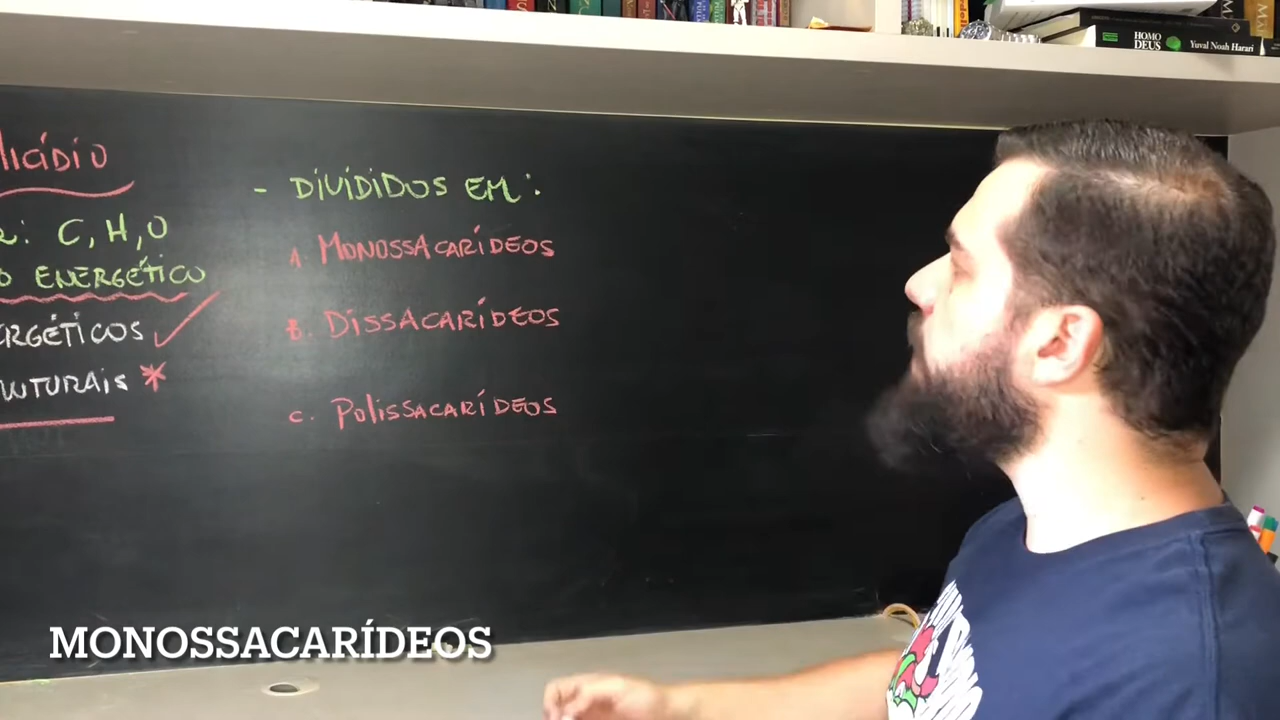 HOMO
DEUS
Yuval Noah Harari
- DIVIDIDOS EM:
C, H, O
A. MONOSSACARÍDEOS
ENERGÉTICO
B. DISSACARÍDEOS
C. POLISSACARÍDEOS
MONOSSACARÍDEOS